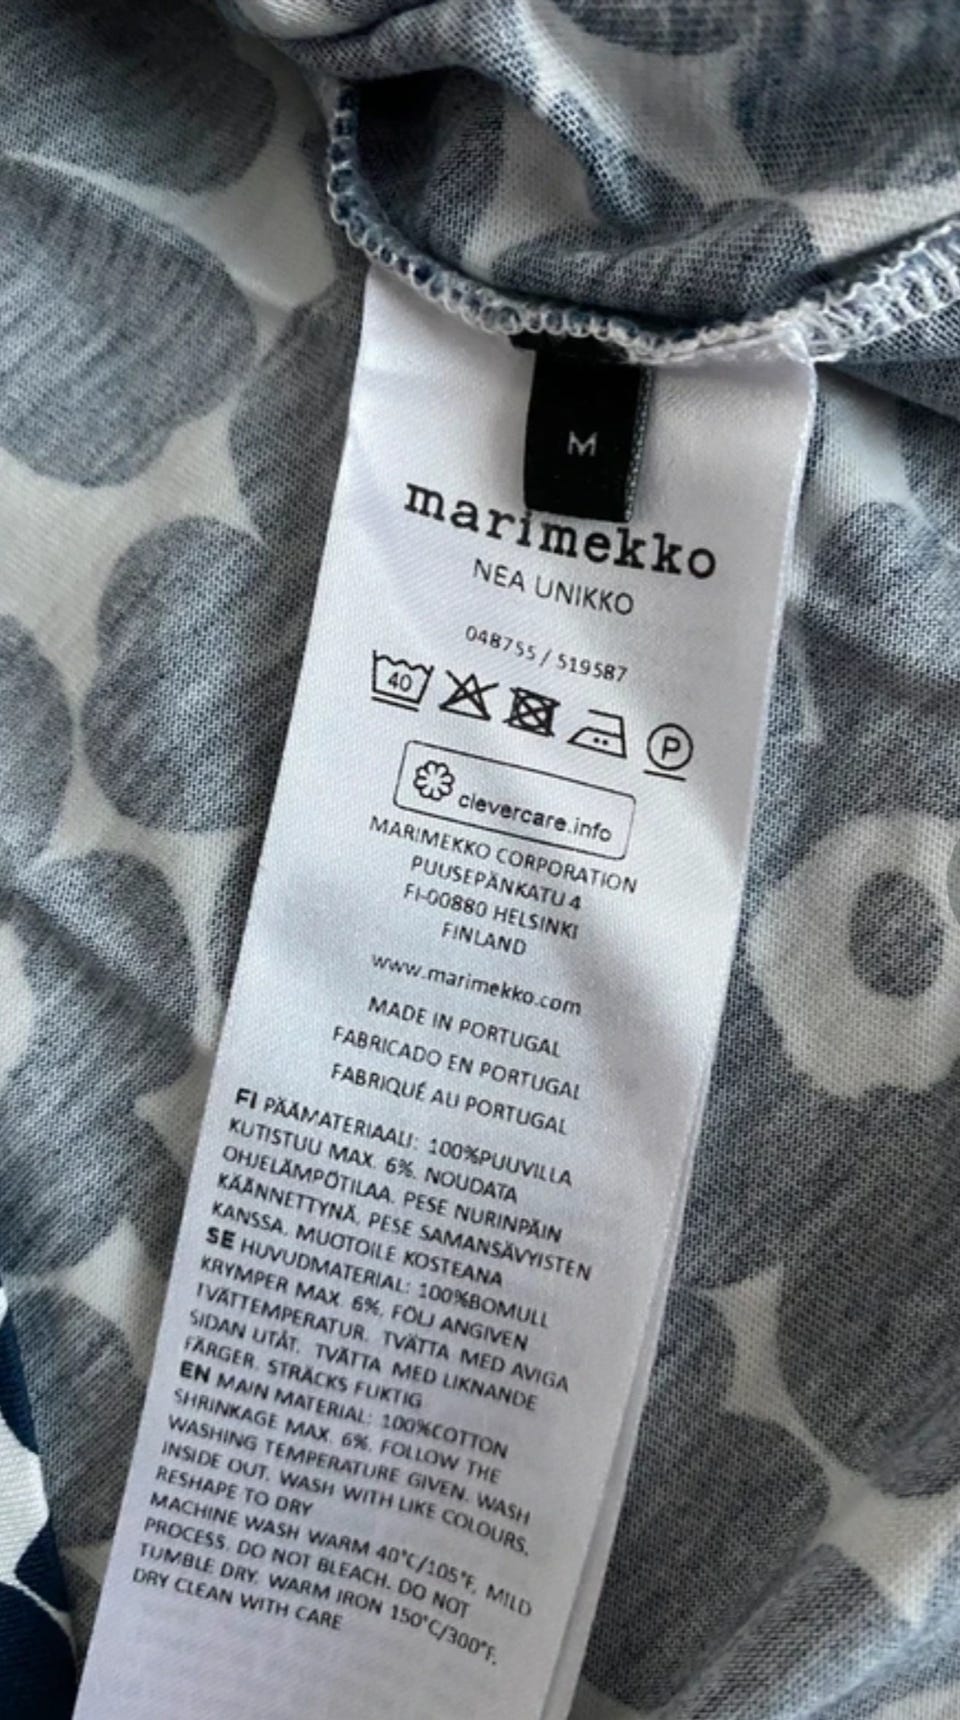 M
marimekko
NEA UNIKKO
048755 / 519587
40
P
clevercare.info
MARIMEKKO CORPORATION
PUUSEPÄNKATU 4
FI-00880 HELSINKI
FINLAND
www.marimekko.com
MADE IN PORTUGAL
FABRICADO EN PORTUGAL
FABRIQUÉ AU PORTUGAL
FI PÄÄMATERIAALI: 100%PUUVILLA
KUTISTUU MAX. 6%. NOUDATA
OHJELÄMPÖTILAA. PESE NURINPÄIN
KÄÄNNETTYNÄ. PESE SAMANSÄVYISTEN
KANSSA. MUOTOILE KOSTEANA
SE HUVUDMATERIAL: 100%BOMULL
KRYMPER MAX. 6%. FÖLJ ANGIVEN
TVÄTTEMPERATUR. TVÄTTA MED AVIGA
SIDAN UTÅT. TVÄTTA MED LIKNANDE
FÄRGER. STRÄCKS FUKTIG
EN MAIN MATERIAL: 100%COTTON
SHRINKAGE MAX. 6%. FOLLOW THE
WASHING TEMPERATURE GIVEN. WASH
INSIDE OUT. WASH WITH LIKE COLOURS.
RESHAPE TO DRY
MACHINE WASH WARM 40°C/105°F, MILD
PROCESS. DO NOT BLEACH. DO NOT
TUMBLE DRY. WARM IRON 150°C/300°F.
DRY CLEAN WITH CARE